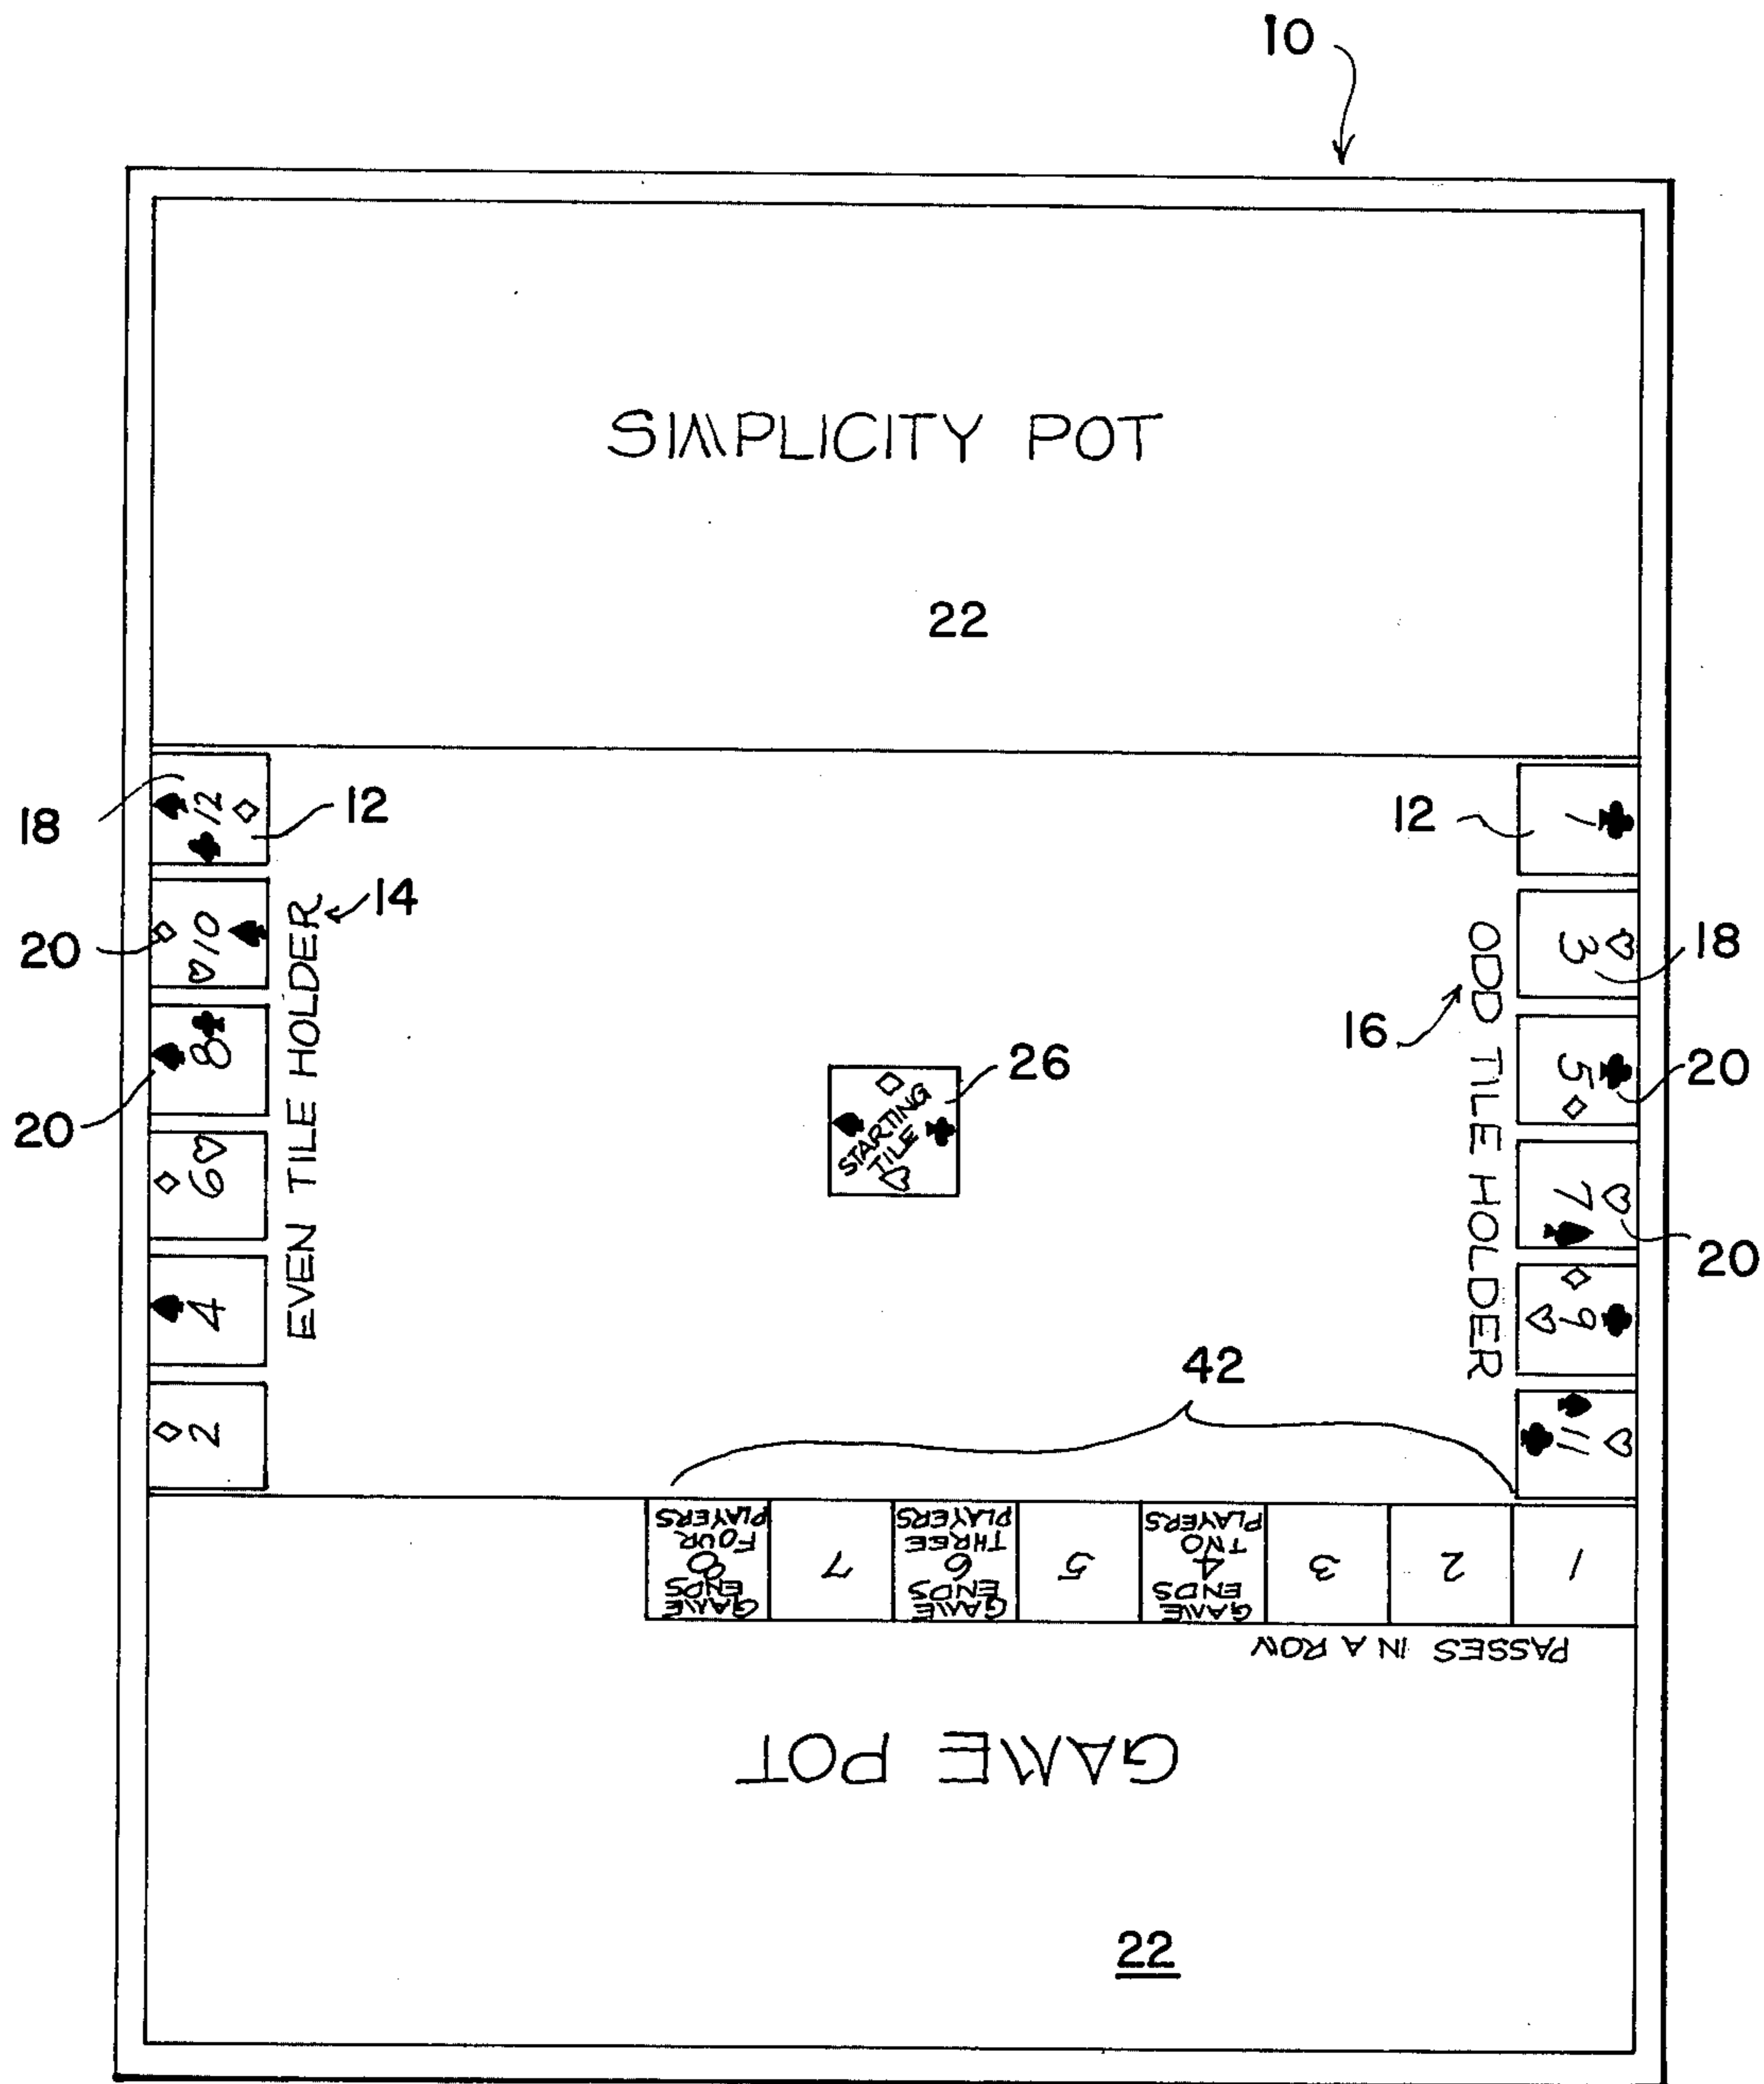 10
SIMPLICITY POT
22
18
12
12
14
20
20
12
10
8
6
4
2
EVEN TILE HOLDER
STARTING
TILE
26
1
3
5
7
9
11
ODD TILE HOLDER
18
16
20
20
42
1
2
3
GAME
ENDS
4
TNO
PLAYERS
5
GAME
ENDS
6
THREE
PLAYERS
7
GAME
ENDS
8
FOUR
PLAYERS
PASSES IN A ROW
GAME POT
22